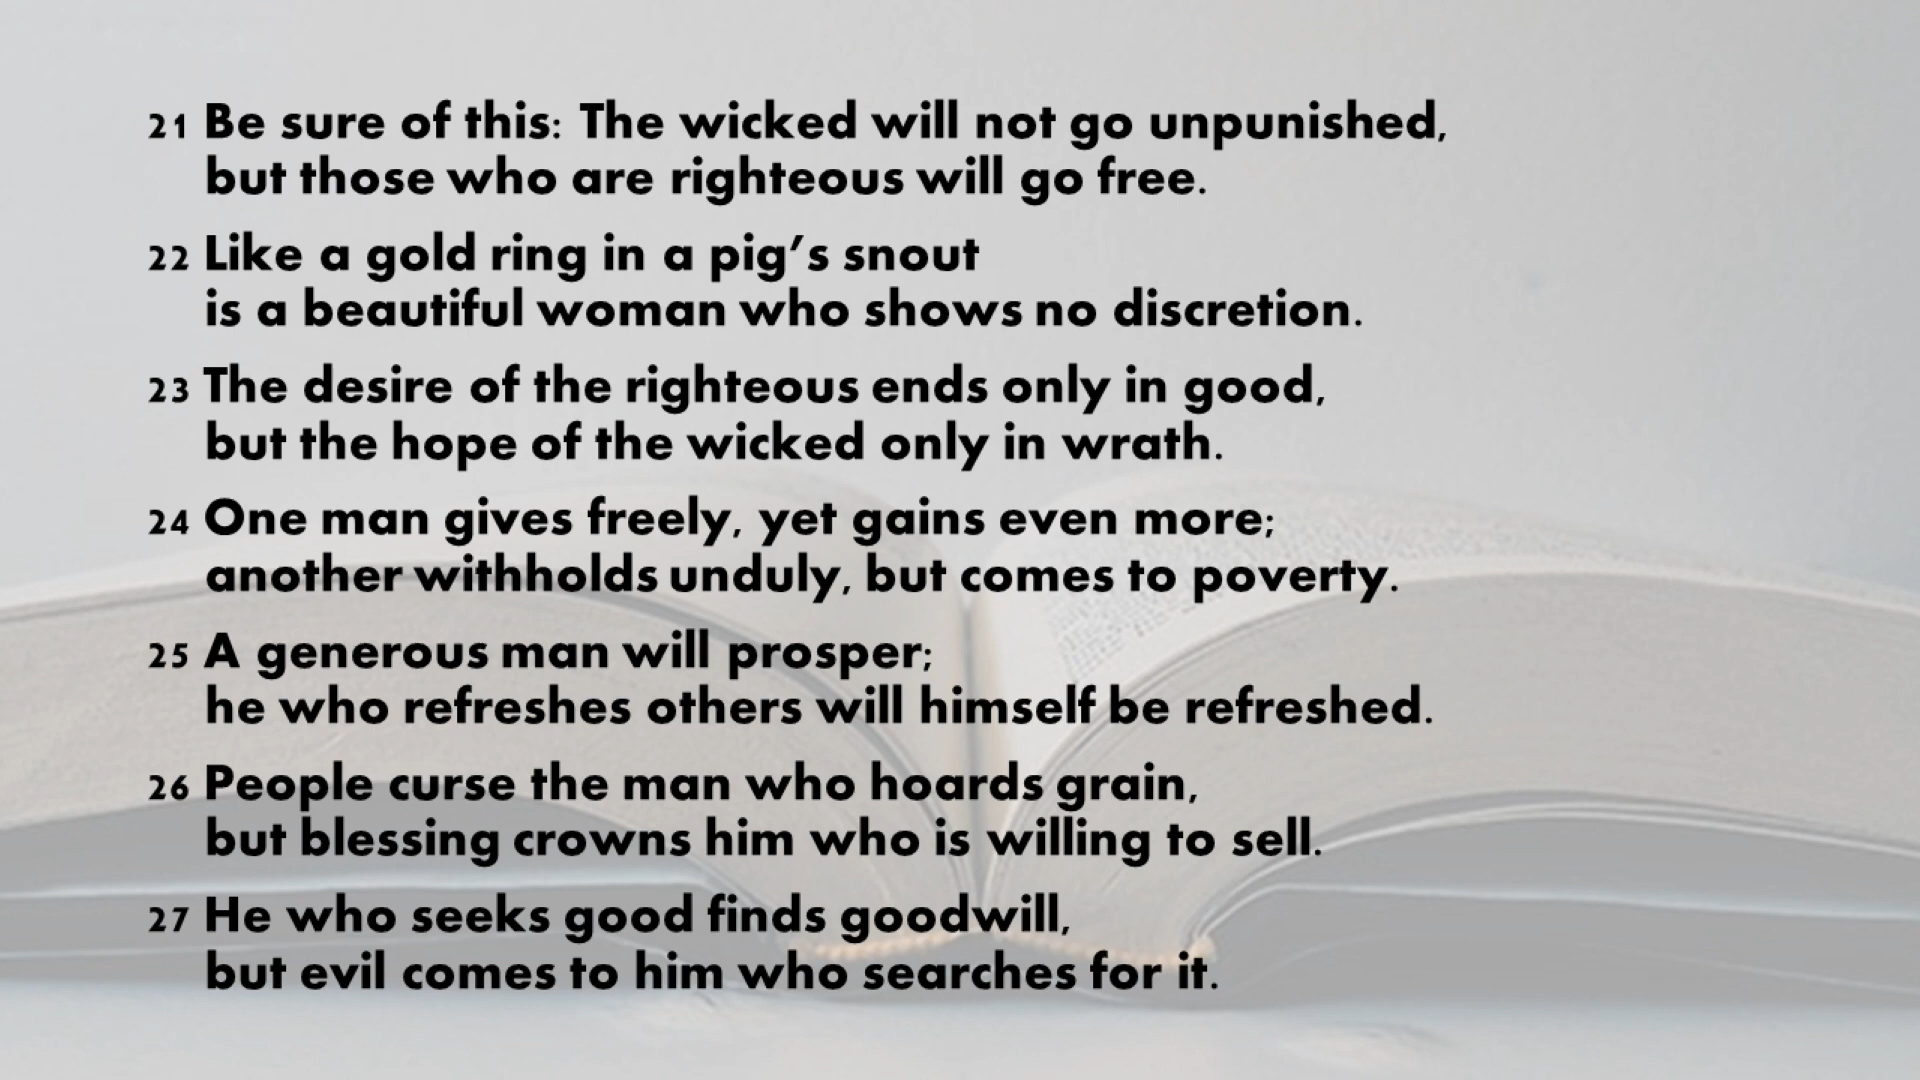 21 Be sure of this: The wicked will not go unpunished,
but those who are righteous will go free.
22 Like a gold ring in a pig’s snout
is a beautiful woman who shows no discretion.
23 The desire of the righteous ends only in good,
but the hope of the wicked only in wrath.
24 One man gives freely, yet gains even more;
another withholds unduly, but comes to poverty.
25 A generous man will prosper;
he who refreshes others will himself be refreshed.
26 People curse the man who hoards grain,
but blessing crowns him who is willing to sell.
27 He who seeks good finds goodwill,
but evil comes to him who searches for it.